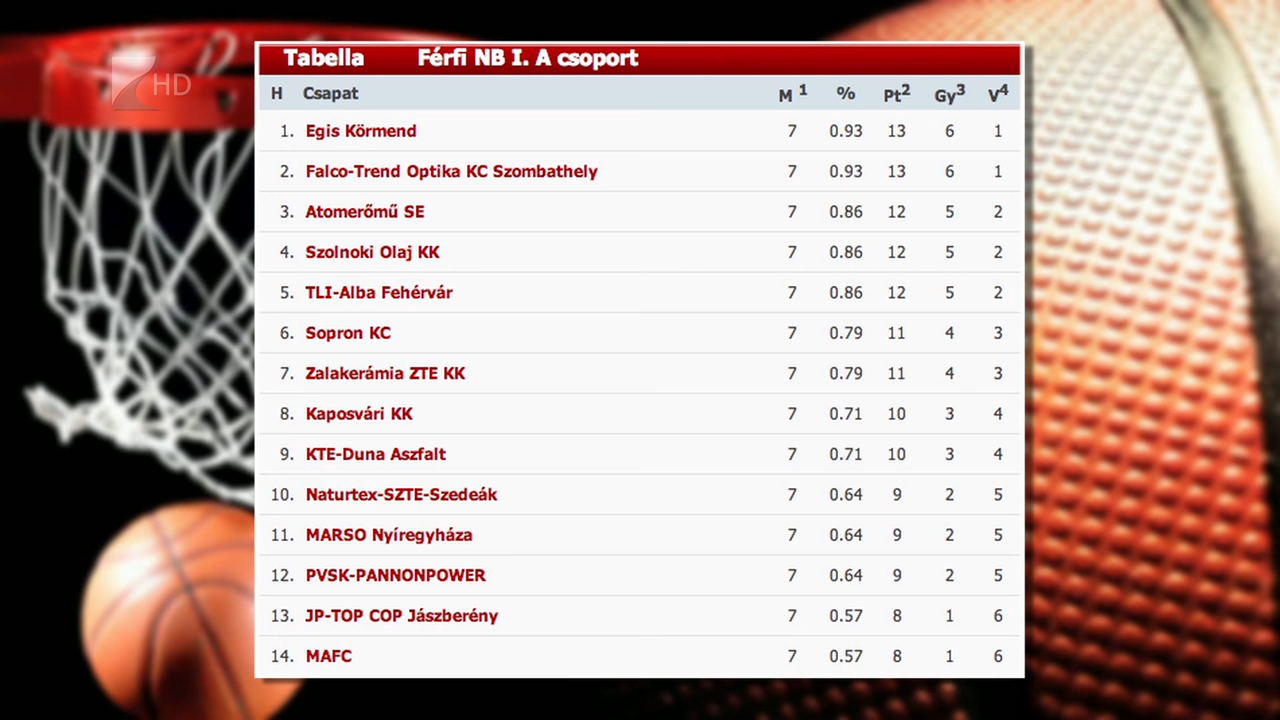 HD
Tabella Férfi NB I. A csoport
H Csapat M 1 % Pt2 Gy3 V4
1. Egis Körmend 7 0.93 13 6 1
2. Falco-Trend Optika KC Szombathely 7 0.93 13 6 1
3. Atomerőmű SE 7 0.86 12 5 2
4. Szolnoki Olaj KK 7 0.86 12 5 2
5. TLI-Alba Fehérvár 7 0.86 12 5 2
6. Sopron KC 7 0.79 11 4 3
7. Zalakerámia ZTE KK 7 0.79 11 4 3
8. Kaposvári KK 7 0.71 10 3 4
9. KTE-Duna Aszfalt 7 0.71 10 3 4
10. Naturtex-SZTE-Szedeák 7 0.64 9 2 5
11. MARSO Nyíregyháza 7 0.64 9 2 5
12. PVSK-PANNONPOWER 7 0.64 9 2 5
13. JP-TOP COP Jászberény 7 0.57 8 1 6
14. MAFC 7 0.57 8 1 6